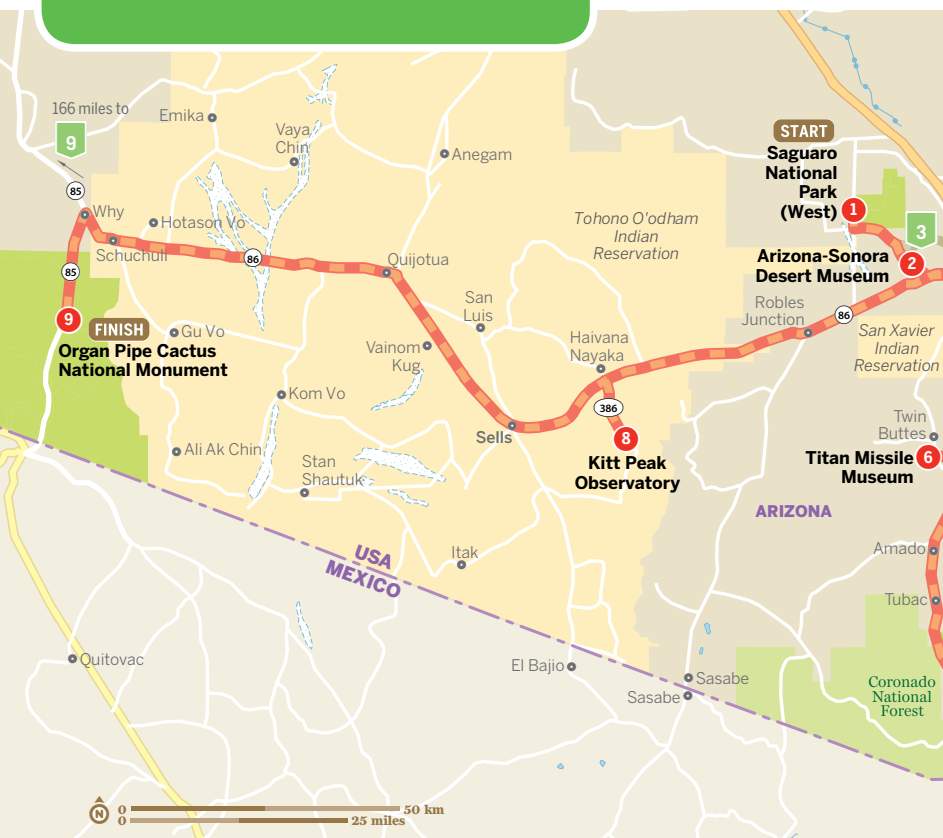 166 miles to
9
85
Why
Emika
Vaya
Chin
Anegam
Hotason Vo
Schuchuli
86
Quijotua
Tohono O'odham
Indian
Reservation
START
Saguaro
National
Park
(West)
1
3
Arizona-Sonora
Desert Museum
2
Robles
Junction
86
San Xavier
Indian
Reservation
85
9
FINISH
Organ Pipe Cactus
National Monument
Gu Vo
San
Luis
Vainom
Kug
Haivana
Nayaka
386
8
Kitt Peak
Observatory
Kom Vo
Sells
Twin
Buttes
Titan Missile
Museum
6
Ali Ak Chin
Stan
Shautuk
ARIZONA
USA
MEXICO
Itak
Amado
Tubac
Quitovac
El Bajio
Sasabe
Sasabe
Coronado
National
Forest
N
0
50 km
0
25 miles